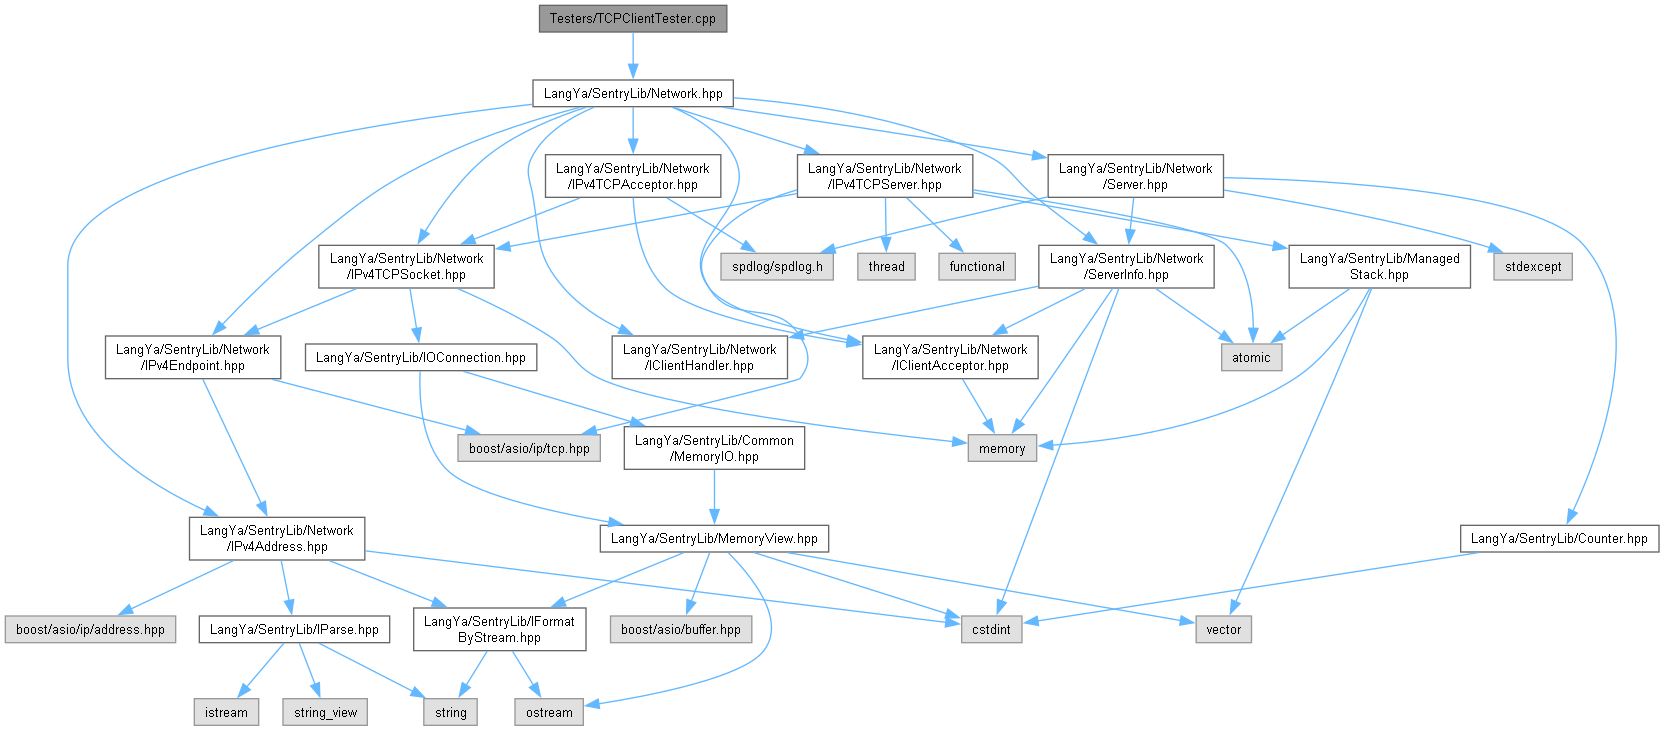 Testers/TCPClientTester.cpp
LangYa/SentryLib/Network.hpp
LangYa/SentryLib/Network
/IPv4TCPAcceptor.hpp
LangYa/SentryLib/Network
/IPv4TCPServer.hpp
LangYa/SentryLib/Network
/Server.hpp
LangYa/SentryLib/Network
/IPv4TCPSocket.hpp
spdlog/spdlog.h
thread
functional
LangYa/SentryLib/Network
/ServerInfo.hpp
LangYa/SentryLib/Managed
Stack.hpp
stdexcept
LangYa/SentryLib/Network
/IPv4Endpoint.hpp
LangYa/SentryLib/IOConnection.hpp
LangYa/SentryLib/Network
/IClientHandler.hpp
LangYa/SentryLib/Network
/IClientAcceptor.hpp
atomic
boost/asio/ip/tcp.hpp
LangYa/SentryLib/Common
/MemoryIO.hpp
memory
LangYa/SentryLib/Network
/IPv4Address.hpp
LangYa/SentryLib/MemoryView.hpp
LangYa/SentryLib/Counter.hpp
boost/asio/ip/address.hpp
LangYa/SentryLib/IParse.hpp
LangYa/SentryLib/IFormat
ByStream.hpp
boost/asio/buffer.hpp
cstdint
vector
istream
string_view
string
ostream